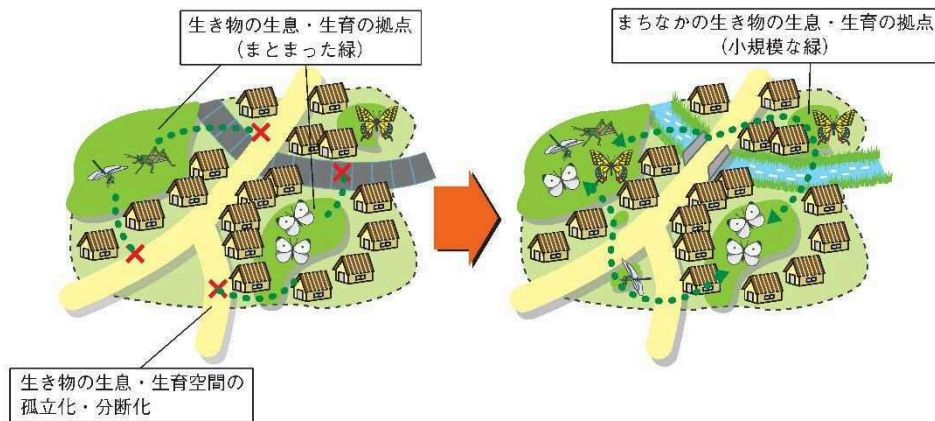 生き物の生息・生育の拠点
(まとまった緑)
まちなかの生き物の生息・生育の拠点
(小規模な緑)
生き物の生息・生育空間の
孤立化・分断化